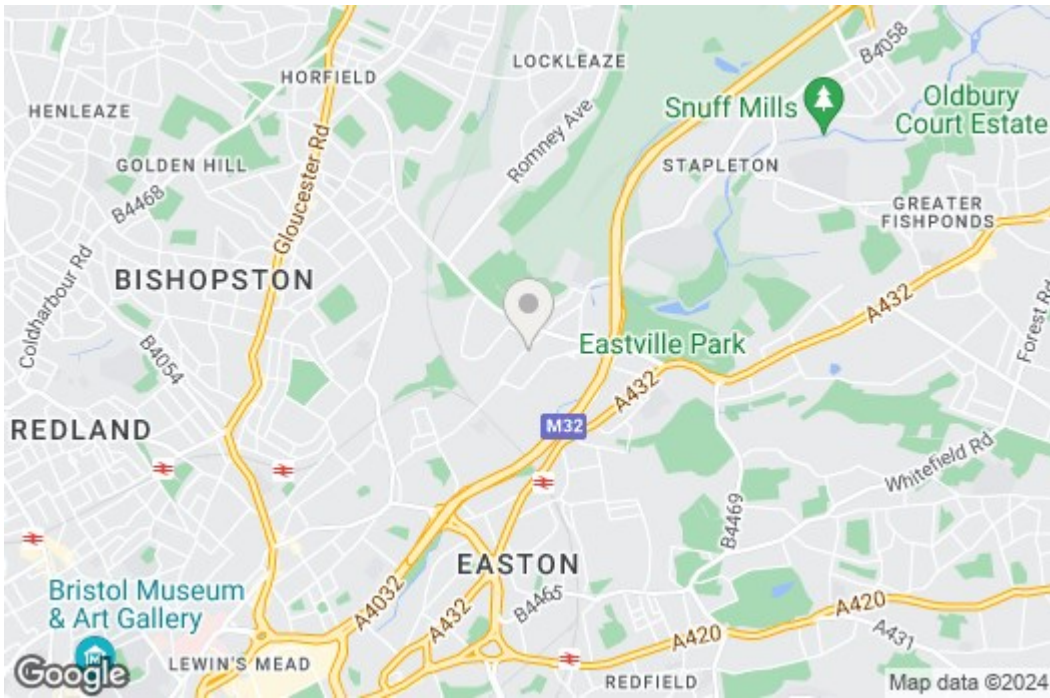 LOCKLEAZE
B4058
HORFIELD
Snuff Mills
Oldbury
Court Estate
HENLEAZE
Romney Ave
Gloucester Rd
GOLDEN HILL
STAPLETON
B4468
GREATER
FISHPONDS
Coldharbour Rd
BISHOPSTON
A432
Forest Rd
B4054
Eastville Park
A432
REDLAND
M32
Whitefield Rd
B4469
EASTON
A4032
Bristol Museum
& Art Gallery
A432
B4465
A420
A420
A431
LEWIN'S MEAD
REDFIELD
Google
Map data ©2024